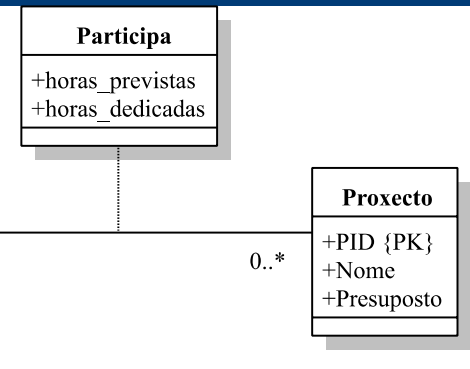 Participa
+horas_previstas
+horas_dedicadas
Proxecto
+PID {PK}
0..*
+Nome
+Presuposto